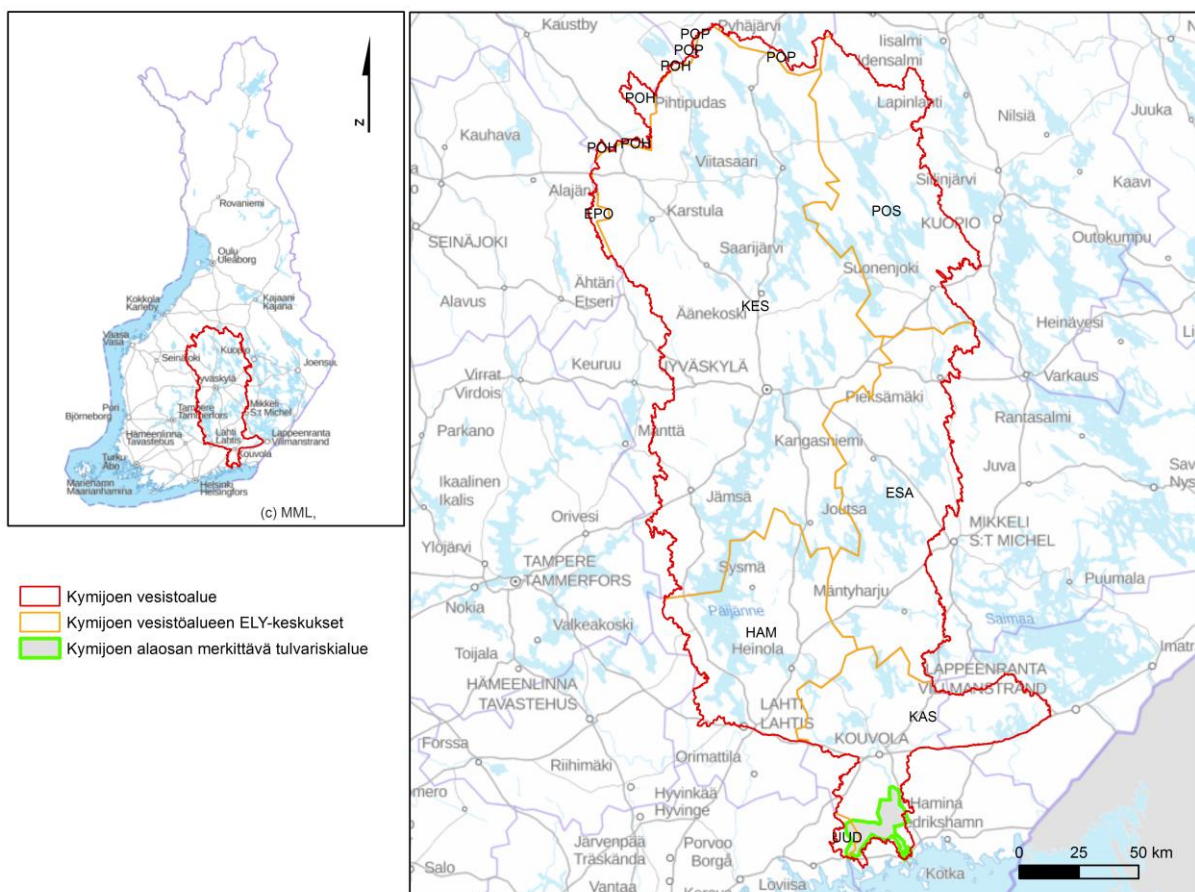 Rovaniemi
Oulu
Uleåborg
Kajaani
Kajana
Kokkola
Karleby
Vaasa
Vasa
Seinäjoki
Kuopio
Joensuu
Jyväskylä
Pori
Björneborg
Tampere
Tammerfors
Mikkeli
S:t Michel
Hämeenlinna
Tavastehus
Lahti
Lahtis
Lappeenranta
Villmanstrand
Kouvola
Turku
Åbo
Helsinki
Helsingfors
Mariehamn
Maarianhamina
(c) MML,
z
Kymijoen vesistoalue
Kymijoen vesistöalueen ELY-keskukset
Kymijoen alaosan merkittävä tulvariskialue
Kaustby
Pyhäjärvi
Iisalmi
Idensalmi
POP
POP
POP
POH
POH
Pihtipudas
Lapinlahti
Nilsiä
Juuka
Kauhava
POH
POH
Viitasaari
Siilinjärvi
Kaavi
Alajärvi
EPO
Karstula
POS
KUOPIO
SEINÄJOKI
Saarijärvi
Outokumpu
Ähtäri
Etseri
Suonenjoki
Alavus
KES
Äänekoski
Heinävesi
Keuruu
JYVÄSKYLÄ
Virrat
Virdois
Varkaus
Pieksämäki
Rantasalmi
Parkano
Mänttä
Kangasniemi
Juva
Ikaalinen
Ikalis
Jämsä
ESA
Joutsa
Orivesi
MIKKELI
S:T MICHEL
Ylöjärvi
TAMPERE
TAMMERFORS
Sysmä
Mäntyharju
Puumala
Nokia
Päijänne
Saimaa
Valkeakoski
HAM
Heinola
Toijala
LAPPEENRANTA
VILLMANSTRAND
Imatra
HÄMEENLINNA
TAVASTEHUS
LAHTI
LAHTIS
KAS
KOUVOLA
Forssa
Orimattila
Riihimäki
Hyvinkää
Hyvinge
Hamina
Fredrikshamn
UUD
Järvenpää
Träskända
Porvoo
Borgå
Salo
Loviisa
Kotka
Vantaa
0 25 50 km